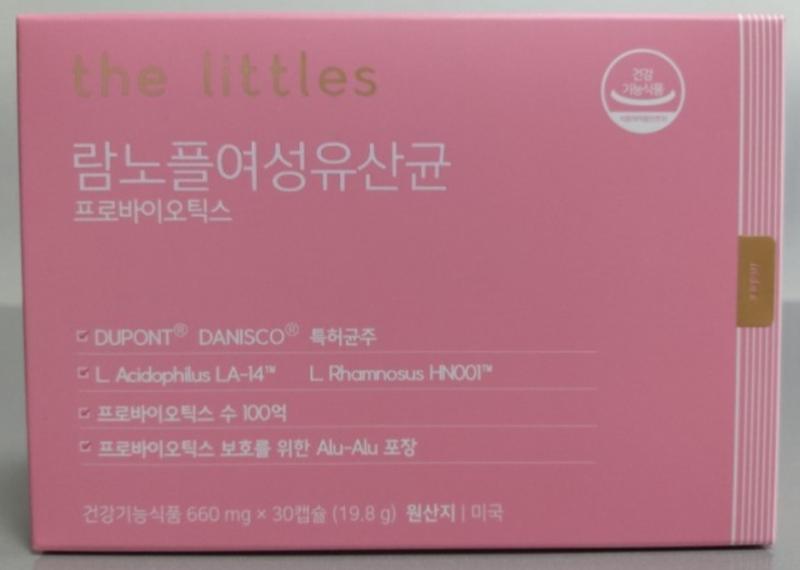 the littles
건강
기능식품
람노플여성유산균
프로바이오틱스
DUPONT® DANISCO® 특허균주
L. Acidophilus LA-14™ L. Rhamnosus HN001™
프로바이오틱스 수 100억
프로바이오틱스 보호를 위한 Alu-Alu 포장
건강기능식품 660 mg × 30캡슐 (19.8 g) 원산지 | 미국